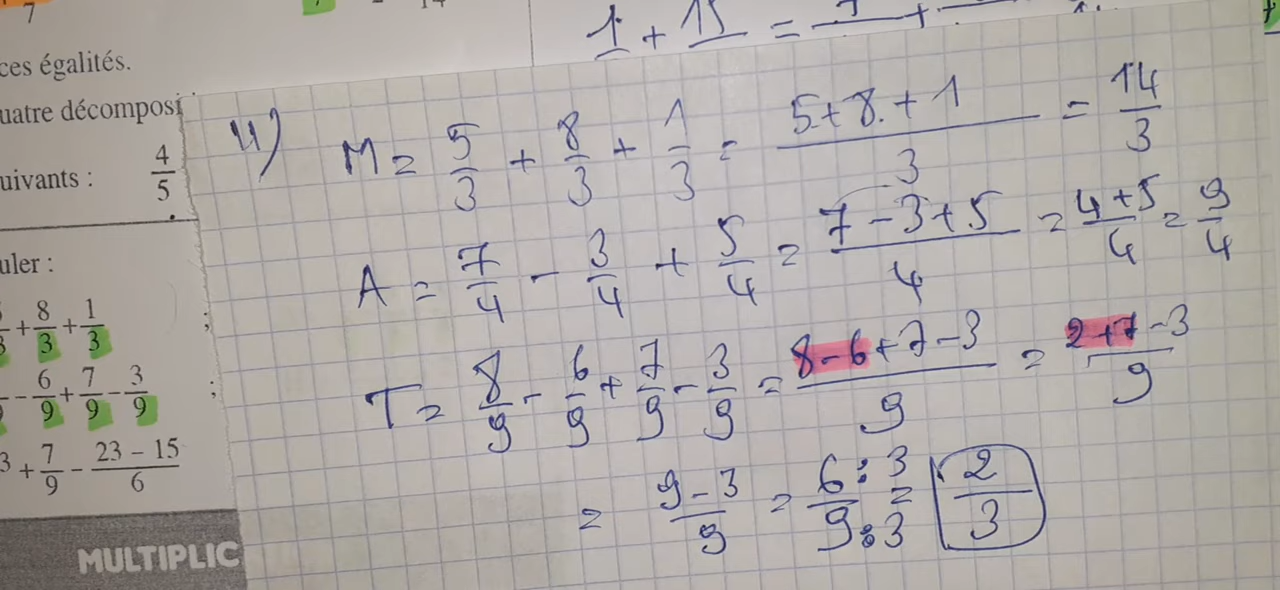 7
14
1 + 15 =
ces égalités.
uatre décomposi
uivants : 4/5
4) M = 5/3 + 8/3 + 1/3 = (5+8+1)/3 = 14/3
A = 7/4 - 3/4 + 5/4 = (7-3+5)/4 = (4+5)/4 = 9/4
T = 8/9 - 6/9 + 7/9 - 3/9 = (8-6+7-3)/9 = (2+7-3)/9
= (9-3)/9 = 6:3/9:3 = 2/3
uler :
+ 8/3 + 1/3 ;
- 6/9 + 7/9 - 3/9 ;
3 + 7/9 - (23 - 15)/6
MULTIPLIC